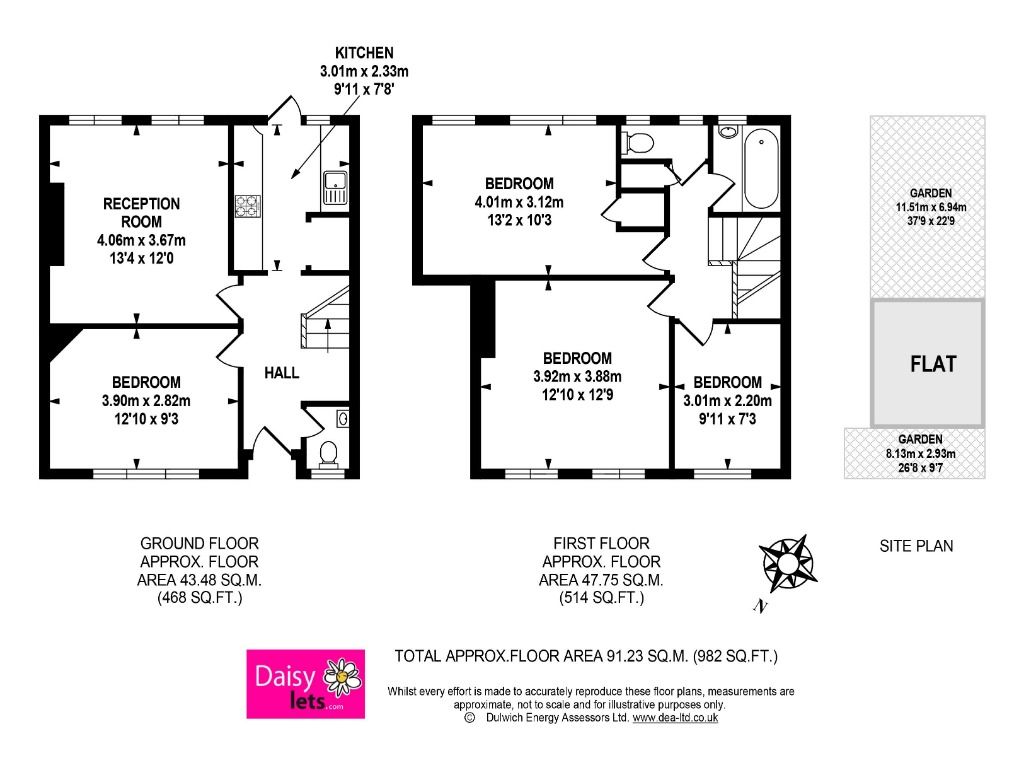 KITCHEN
3.01m x 2.33m
9'11 x 7'8'
RECEPTION
ROOM
4.06m x 3.67m
13'4 x 12'0
BEDROOM
3.90m x 2.82m
12'10 x 9'3
HALL
BEDROOM
4.01m x 3.12m
13'2 x 10'3
BEDROOM
3.92m x 3.88m
12'10 x 12'9
BEDROOM
3.01m x 2.20m
9'11 x 7'3
GARDEN
11.51m x 6.94m
37'9 x 22'9
FLAT
GARDEN
8.13m x 2.93m
26'8 x 9'7
GROUND FLOOR
APPROX. FLOOR
AREA 43.48 SQ.M.
(468 SQ.FT.)
FIRST FLOOR
APPROX. FLOOR
AREA 47.75 SQ.M.
(514 SQ.FT.)
N
SITE PLAN
TOTAL APPROX.FLOOR AREA 91.23 SQ.M. (982 SQ.FT.)
Daisy
lets.com
Whilst every effort is made to accurately reproduce these floor plans, measurements are
approximate, not to scale and for illustrative purposes only.
© Dulwich Energy Assessors Ltd. www.dea-ltd.co.uk